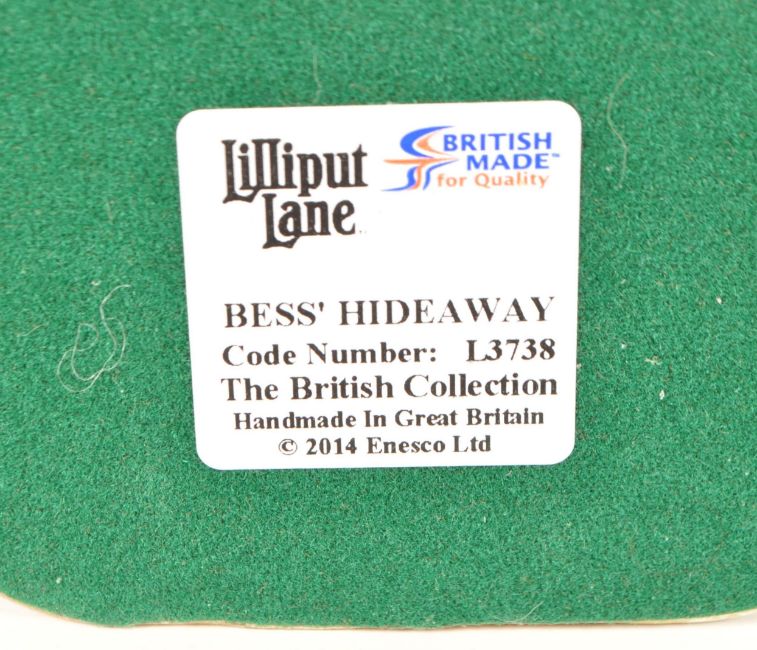 Lilliput
Lane
BRITISH
MADE™
for Quality
BESS' HIDEAWAY
Code Number: L3738
The British Collection
Handmade In Great Britain
© 2014 Enesco Ltd